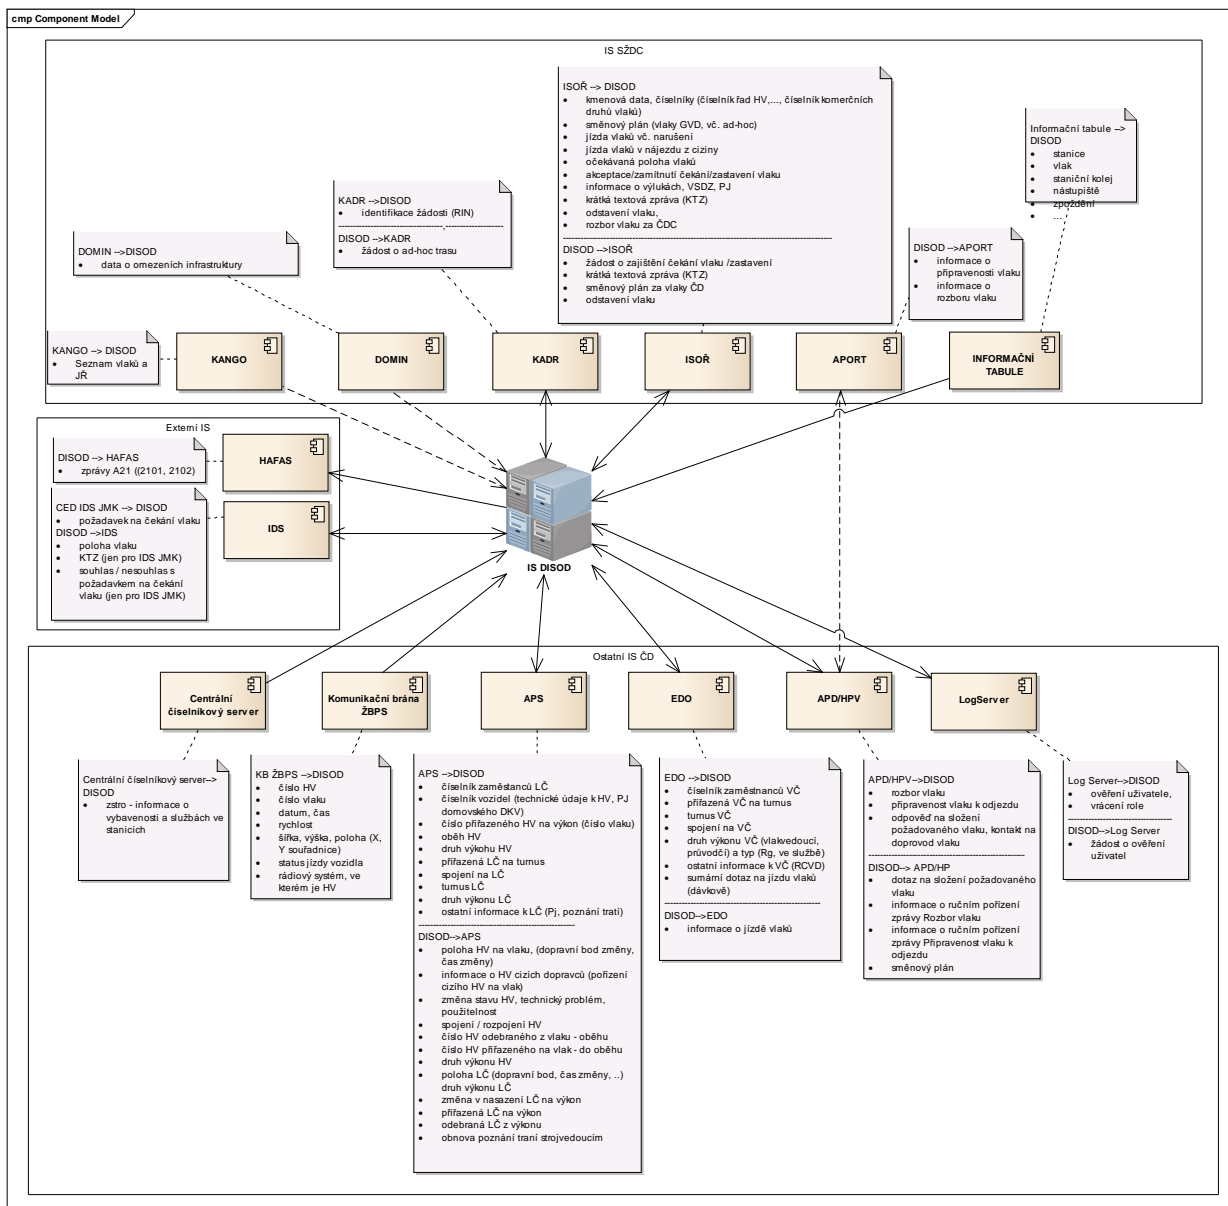 cmp Component Model
IS SŽDC
ISOŘ --> DISOD
• kmenová data, číselníky (číselník řad HV,..., číselník komerčních
druhů vlaků)
• směnový plán (vlaky GVD, vč. ad-hoc)
• jízda vlaků vč. narušení
• jízda vlaků v nájezdu z ciziny
• očekávaná poloha vlaků
• akceptace/zamítnutí čekání/zastavení vlaku
• informace o výlukách, VSDZ, PJ
• krátká textová zpráva (KTZ)
• odstavení vlaku,
• rozbor vlaku za ČDC
DISOD -->ISOŘ
• žádost o zajištění čekání vlaku /zastavení
• krátká textová zpráva (KTZ)
• směnový plán za vlaky ČD
• odstavení vlaku
Informační tabule -->
DISOD
• stanice
• vlak
• staniční kolej
• nástupiště
• zpoždění
• ...
KADR -->DISOD
• identifikace žádosti (RIN)
DISOD -->KADR
• žádost o ad-hoc trasu
DOMIN -->DISOD
• data o omezeních infrastruktury
DISOD -->APORT
• informace o
připravenosti vlaku
• informace o
rozboru vlaku
KANGO --> DISOD
• Seznam vlaků a
JŘ
KANGO
DOMIN
KADR
ISOŘ
APORT
INFORMAČNÍ
TABULE
Externí IS
DISOD --> HAFAS
• zprávy A21 ((2101, 2102)
HAFAS
CED IDS JMK --> DISOD
• požadavek na čekání vlaku
DISOD -->IDS
• poloha vlaku
• KTZ (jen pro IDS JMK)
• souhlas / nesouhlas s
požadavkem na čekání
vlaku (jen pro IDS JMK)
IDS
IS DISOD
Ostatní IS ČD
Centrální
číselníkový server
Komunikační brána
ŽBPS
APS
EDO
APD/HPV
LogServer
Centrální číselníkový server-->
DISOD
• zstro - informace o
vybavenosti a službách ve
stanicích
KB ŽBPS -->DISOD
• číslo HV
• číslo vlaku
• datum, čas
• rychlost
• šířka, výška, poloha (X,
Y souřadnice)
• status jízdy vozidla
• rádiový systém, ve
kterém je HV
APS -->DISOD
• číselník zaměstanců LČ
• číselník vozidel (technické údaje k HV, PJ
domovského DKV)
• číslo přiřazeného HV na výkon (číslo vlaku)
• oběh HV
• druh výkohu HV
• přiřazená LČ na turnus
• spojení na LČ
• turnus LČ
• druh výkonu LČ
• ostatní informace k LČ (Pj, poznání tratí)
DISOD-->APS
• poloha HV na vlaku, (dopravní bod změny,
čas změny)
• informace o HV cizích dopravců (pořízení
cizího HV na vlak)
• změna stavu HV, technický problém,
použitelnost
• spojení / rozpojení HV
• číslo HV odebraného z vlaku - oběhu
• číslo HV přiřazeného na vlak - do oběhu
• druh výkonu HV
• poloha LČ (dopravní bod, čas změny, ..)
druh výkonu LČ
• změna v nasazení LČ na výkon
• přiřazená LČ na výkon
• odebraná LČ z výkonu
• obnova poznání traní strojvedoucím
EDO -->DISOD
• číselník zaměstnanců VČ
• přiřazená VČ na turnus
• turnus VČ
• spojení na VČ
• druh výkonu VČ (vlakvedoucí,
průvodčí) a typ (Rg, ve službě)
• ostatní informace k VČ (RCVD)
• sumární dotaz na jízdu vlaků
(dávkově)
DISOD-->EDO
• informace o jízdě vlaků
APD/HPV-->DISOD
• rozbor vlaku
• připravenost vlaku k odjezdu
• odpověď na složení
požadovaného vlaku, kontakt na
doprovod vlaku
DISOD--> APD/HP
• dotaz na složení požadovaného
vlaku
• informace o ručním pořízení
zprávy Rozbor vlaku
• informace o ručním pořízení
zprávy Připravenost vlaku k
odjezdu
• směnový plán
Log Server-->DISOD
• ověření uživatele,
• vrácení role
DISOD-->Log Server
• žádost o ověření
uživatel